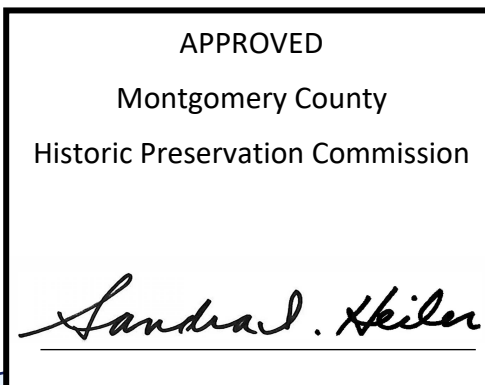 APPROVED
Montgomery County
Historic Preservation Commission
Sandra I. Heiler